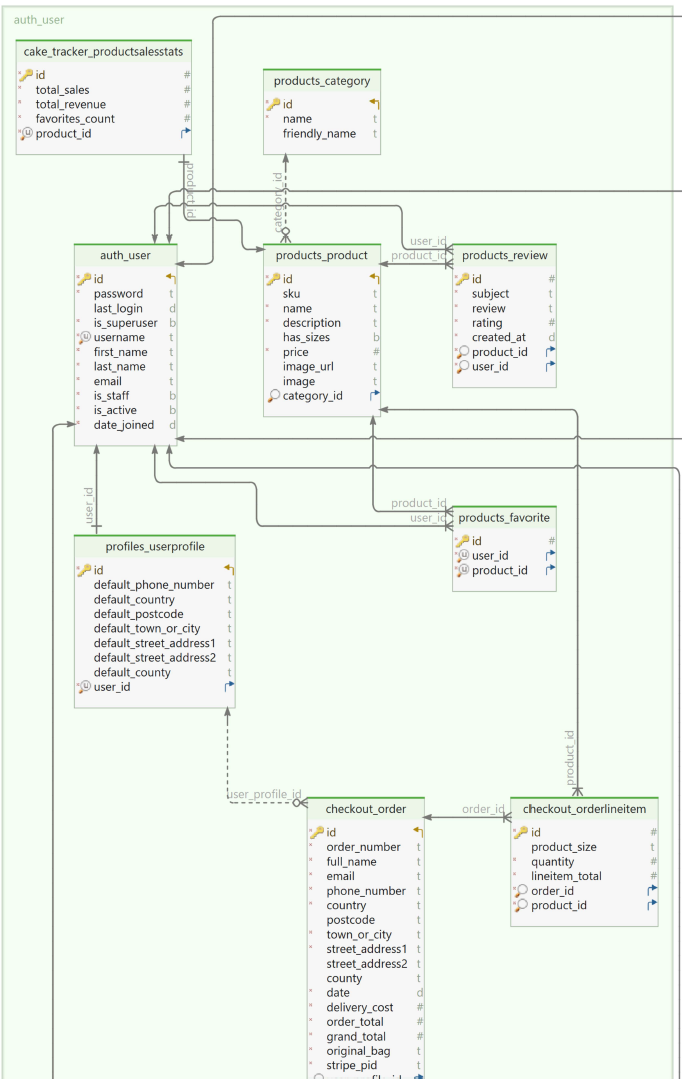 auth_user
cake_tracker_productsalesstats
id #
total_sales #
total_revenue #
favorites_count #
product_id
product_id
products_category
id
name t
friendly_name t
category_id
auth_user
id
password t
last_login d
is_superuser b
username t
first_name t
last_name t
email t
is_staff b
is_active b
date_joined d
products_product
id
sku t
name t
description t
has_sizes b
price #
image_url t
image t
category_id
user_id
product_id
products_review
id #
subject t
review t
rating #
created_at d
product_id
user_id
product_id
user_id
products_favorite
id #
user_id
product_id
user_id
profiles_userprofile
id
default_phone_number t
default_country t
default_postcode t
default_town_or_city t
default_street_address1 t
default_street_address2 t
default_county t
user_id
user_profile_id
checkout_order
id
order_number t
full_name t
email t
phone_number t
country t
postcode t
town_or_city t
street_address1 t
street_address2 t
county t
date d
delivery_cost #
order_total #
grand_total #
original_bag t
stripe_pid t
order_id
product_id
checkout_orderlineitem
id #
product_size t
quantity #
lineitem_total #
order_id
product_id